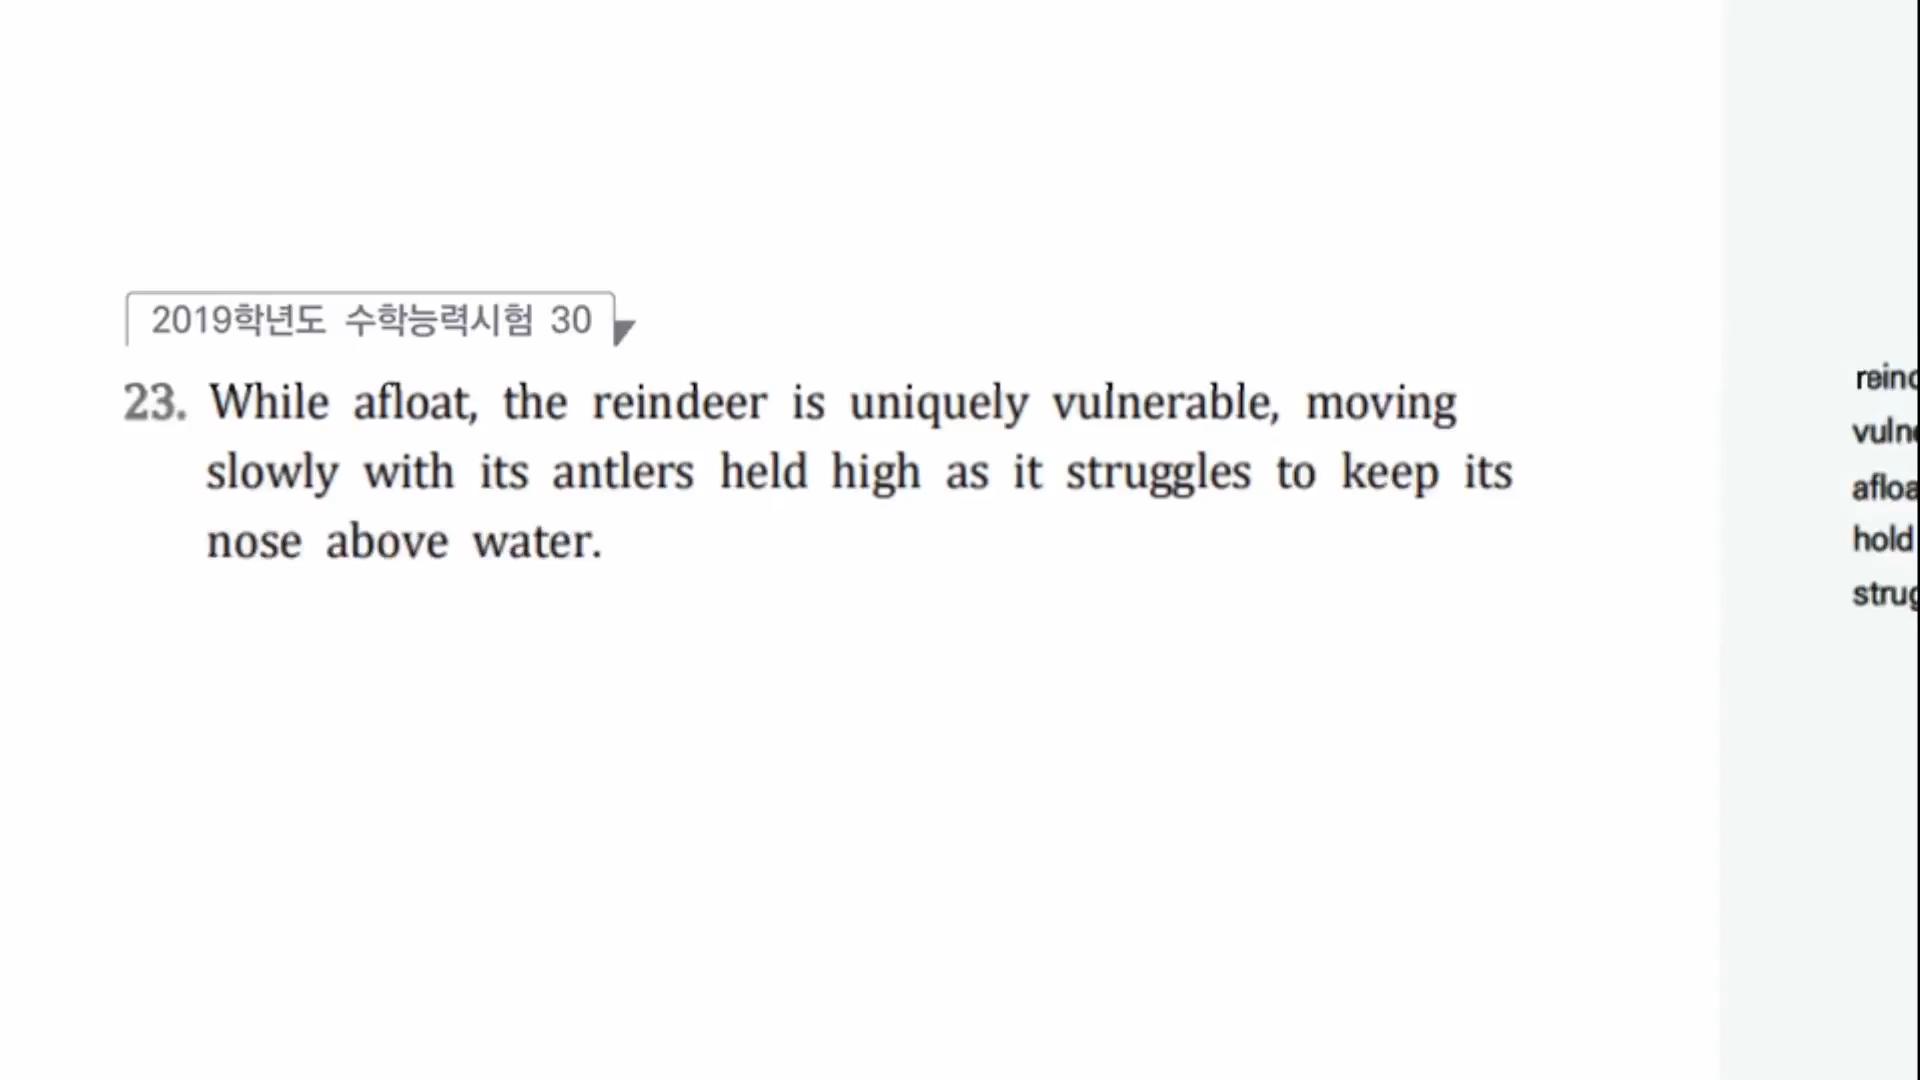 2019학년도 수학능력시험 30
23. While afloat, the reindeer is uniquely vulnerable, moving
slowly with its antlers held high as it struggles to keep its
nose above water.
hold